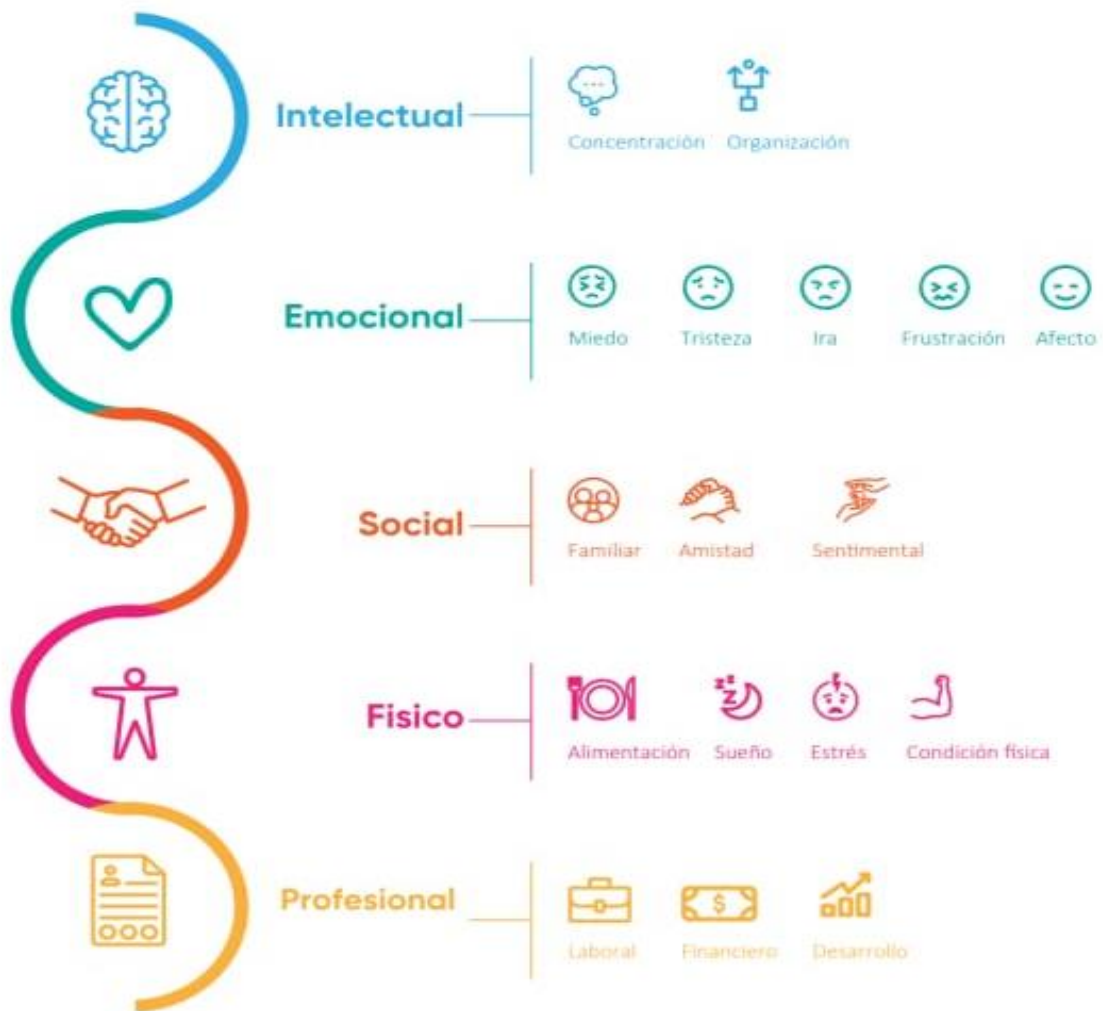 Intelectual
Concentración Organización
Emocional
Miedo Tristeza Ira Frustración Afecto
Social
Familiar Amistad Sentimental
Fisico
Alimentación Sueño Estrés Condición física
Profesional
Laboral Financiero Desarrollo